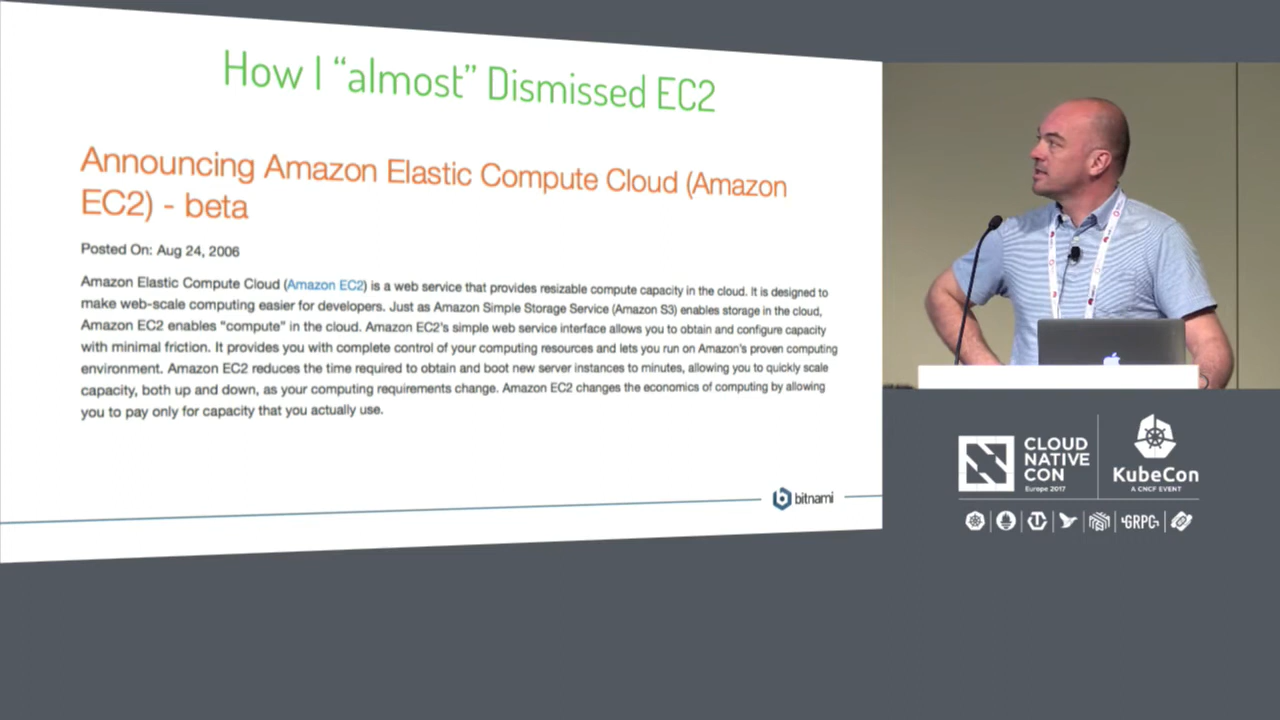 How I “almost” Dismissed EC2
Announcing Amazon Elastic Compute Cloud (Amazon
EC2) - beta
Posted On: Aug 24, 2006
Amazon Elastic Compute Cloud (Amazon EC2) is a web service that provides resizable compute capacity in the cloud. It is designed to
make web-scale computing easier for developers. Just as Amazon Simple Storage Service (Amazon S3) enables storage in the cloud,
Amazon EC2 enables "compute" in the cloud. Amazon EC2's simple web service interface allows you to obtain and configure capacity
with minimal friction. It provides you with complete control of your computing resources and lets you run on Amazon's proven computing
environment. Amazon EC2 reduces the time required to obtain and boot new server instances to minutes, allowing you to quickly scale
capacity, both up and down, as your computing requirements change. Amazon EC2 changes the economics of computing by allowing
you to pay only for capacity that you actually use.
bitnami
CLOUD
NATIVE
CON
Europe 2017
KubeCon
A CNCF EVENT
GRPC